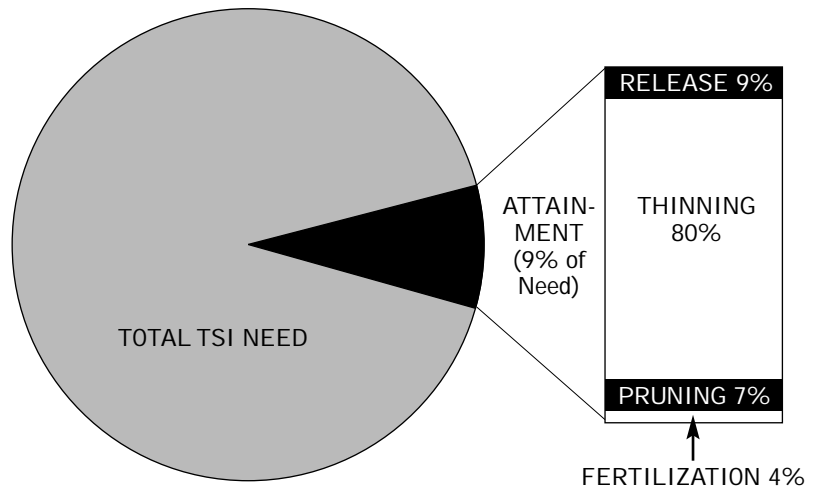 TOTAL TSI NEED
ATTAIN-
MENT
(9% of
Need)
RELEASE 9%
THINNING
80%
PRUNING 7%
FERTILIZATION 4%